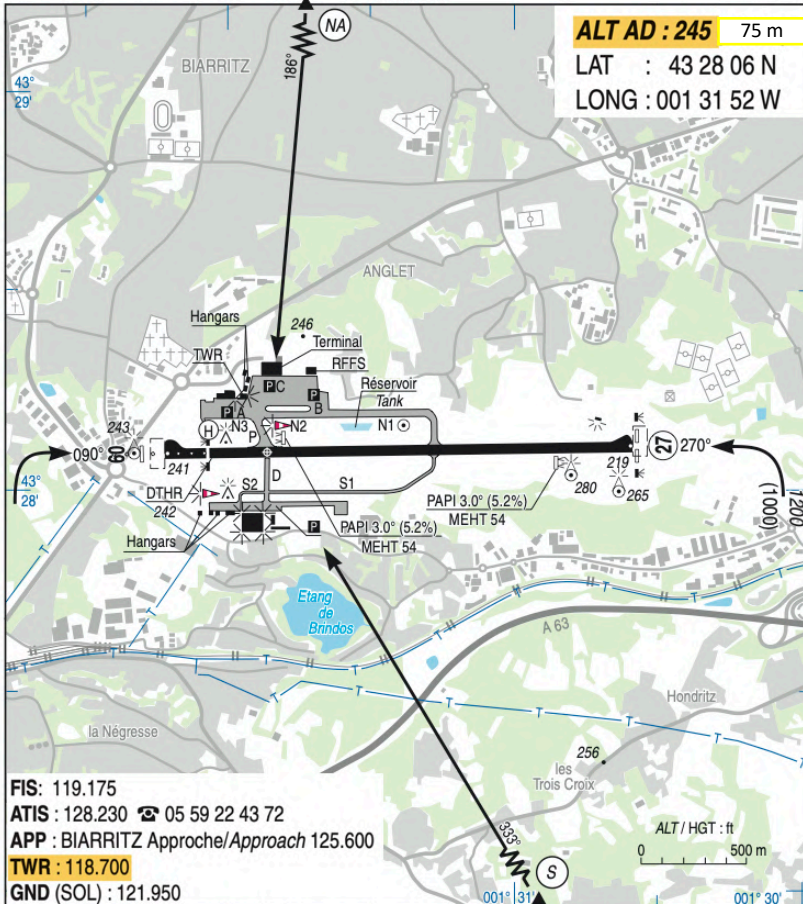 NA
186°
ALT AD : 245
75 m
LAT : 43 28 06 N
LONG : 001 31 52 W
BIARRITZ
43°
29'
ANGLET
Hangars
246
Terminal
TWR
RFFS
C
Réservoir
Tank
A
B
H
N3
P
N2
N1
243
090°
09
241
27
270°
219
43°
28'
DTHR
242
S2
D
S1
280
265
PAPI 3.0° (5.2%)
MEHT 54
1200
(1000)
P
PAPI 3.0° (5.2%)
MEHT 54
Hangars
Etang
de
Brindos
A 63
Hondritz
la Négresse
256
les
Trois Croix
FIS: 119.175
ATIS : 128.230 ☎ 05 59 22 43 72
APP : BIARRITZ Approche/Approach 125.600
TWR : 118.700
GND (SOL) : 121.950
333°
S
ALT / HGT : ft
0 500 m
001° 31'
001° 30'